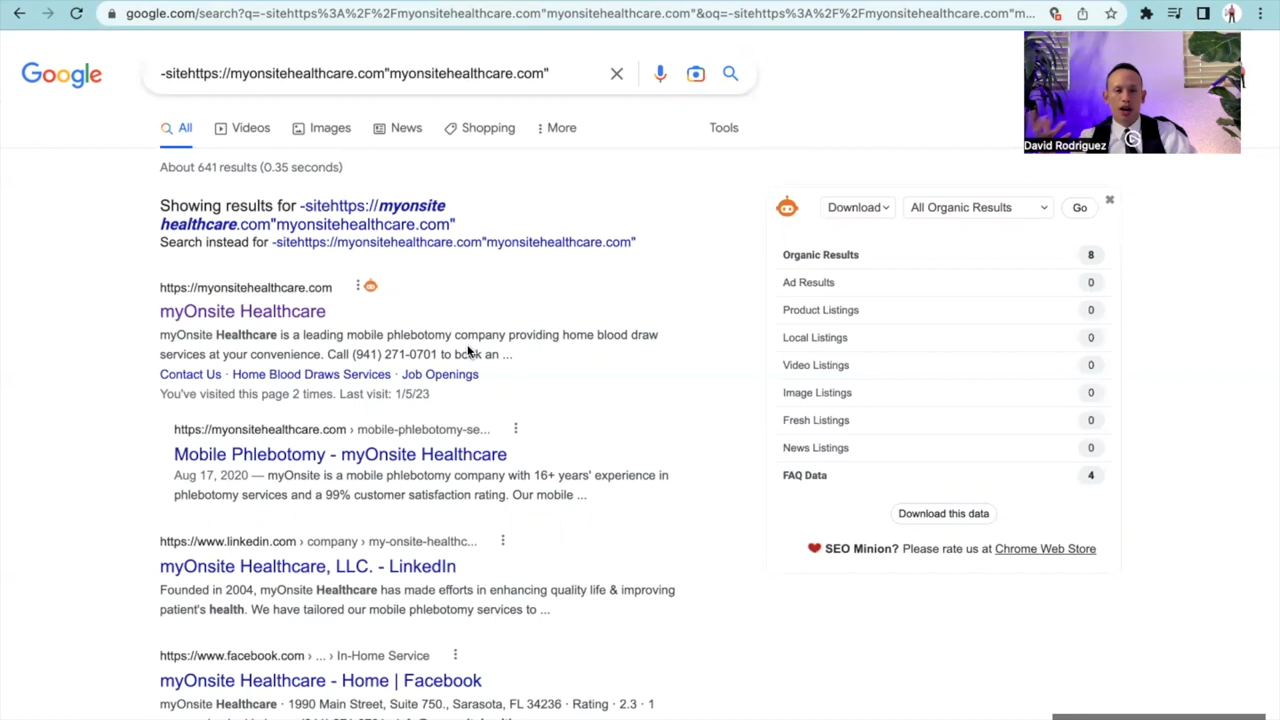 google.com/search?q=-sitehttps%3A%2F%2Fmyonsitehealthcare.com"myonsitehealthcare.com"&oq=-sitehttps%3A%2F%2Fmyonsitehealthcare.com"m...
Google
-sitehttps://myonsitehealthcare.com"myonsitehealthcare.com"
David Rodriguez
All
Videos
Images
News
Shopping
More
Tools
About 641 results (0.35 seconds)
Showing results for -sitehttps://myonsite
healthcare.com"myonsitehealthcare.com"
Search instead for -sitehttps://myonsitehealthcare.com"myonsitehealthcare.com"
https://myonsitehealthcare.com
myOnsite Healthcare
myOnsite Healthcare is a leading mobile phlebotomy company providing home blood draw
services at your convenience. Call (941) 271-0701 to book an ...
Contact Us · Home Blood Draws Services · Job Openings
You've visited this page 2 times. Last visit: 1/5/23
https://myonsitehealthcare.com › mobile-phlebotomy-se...
Mobile Phlebotomy - myOnsite Healthcare
Aug 17, 2020 — myOnsite is a mobile phlebotomy company with 16+ years' experience in
phlebotomy services and a 99% customer satisfaction rating. Our mobile ...
https://www.linkedin.com › company › my-onsite-healthc...
myOnsite Healthcare, LLC. - LinkedIn
Founded in 2004, myOnsite Healthcare has made efforts in enhancing quality life & improving
patient's health. We have tailored our mobile phlebotomy services to ...
https://www.facebook.com › ... › In-Home Service
myOnsite Healthcare - Home | Facebook
myOnsite Healthcare · 1990 Main Street, Suite 750., Sarasota, FL 34236 · Rating · 2.3 · 1
Download
All Organic Results
Go
Organic Results 8
Ad Results 0
Product Listings 0
Local Listings 0
Video Listings 0
Image Listings 0
Fresh Listings 0
News Listings 0
FAQ Data 4
Download this data
SEO Minion? Please rate us at Chrome Web Store